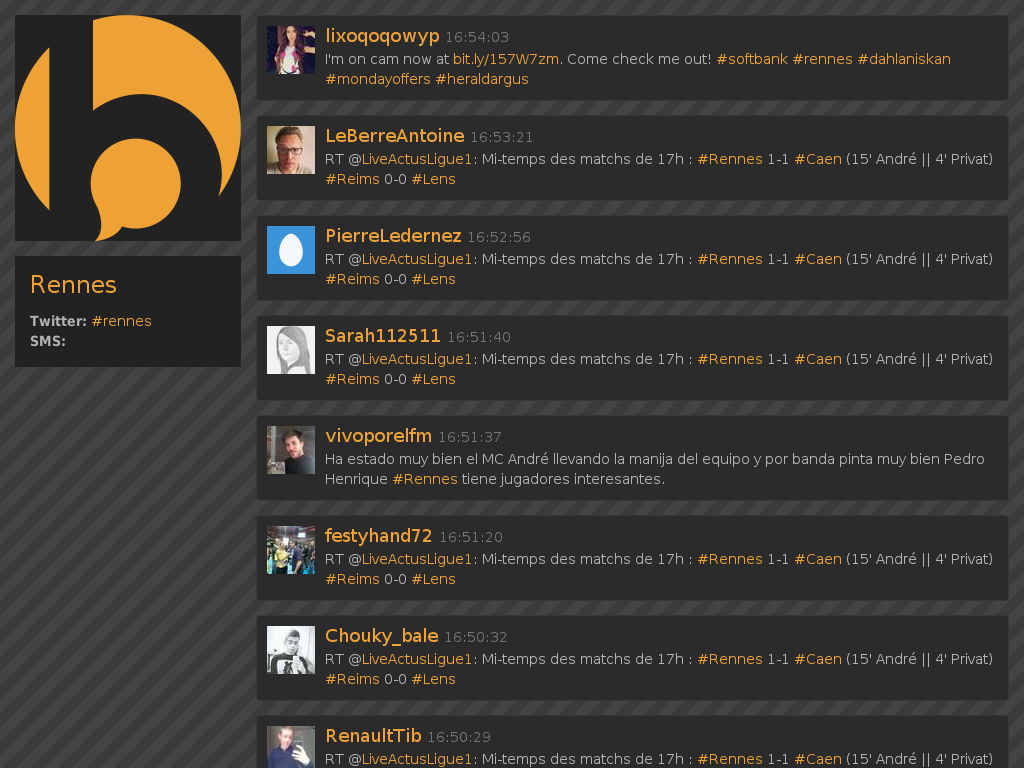 Rennes
Twitter: #rennes
SMS:
lixoqoqowyp 16:54:03
I'm on cam now at bit.ly/157W7zm. Come check me out! #softbank #rennes #dahlaniskan
#mondayoffers #heraldargus
LeBerreAntoine 16:53:21
RT @LiveActusLigue1: Mi-temps des matchs de 17h : #Rennes 1-1 #Caen (15' André || 4' Privat)
#Reims 0-0 #Lens
PierreLedernez 16:52:56
RT @LiveActusLigue1: Mi-temps des matchs de 17h : #Rennes 1-1 #Caen (15' André || 4' Privat)
#Reims 0-0 #Lens
Sarah112511 16:51:40
RT @LiveActusLigue1: Mi-temps des matchs de 17h : #Rennes 1-1 #Caen (15' André || 4' Privat)
#Reims 0-0 #Lens
vivoporelfm 16:51:37
Ha estado muy bien el MC André llevando la manija del equipo y por banda pinta muy bien Pedro
Henrique #Rennes tiene jugadores interesantes.
festyhand72 16:51:20
RT @LiveActusLigue1: Mi-temps des matchs de 17h : #Rennes 1-1 #Caen (15' André || 4' Privat)
#Reims 0-0 #Lens
Chouky_bale 16:50:32
RT @LiveActusLigue1: Mi-temps des matchs de 17h : #Rennes 1-1 #Caen (15' André || 4' Privat)
#Reims 0-0 #Lens
RenaultTib 16:50:29
RT @LiveActusLigue1: Mi-temps des matchs de 17h : #Rennes 1-1 #Caen (15' André || 4' Privat)